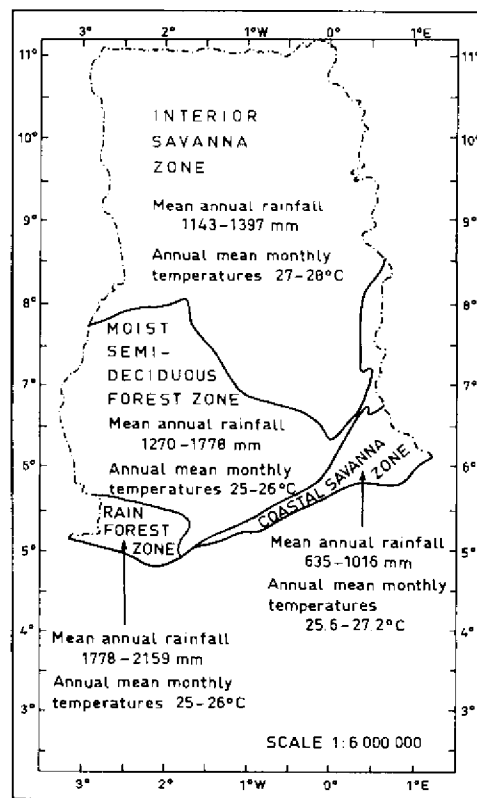 3° 2° 1°W 0° 1°E
11° 11°
INTERIOR
SAVANNA
ZONE
10° 10°
Mean annual rainfall
1143–1397 mm
9° 9°
Annual mean monthly
temperatures 27–28°C
8° 8°
MOIST
SEMI-
DECIDUOUS
FOREST ZONE
7° 7°
Mean annual rainfall
1270–1778 mm
6° 6°
Annual mean monthly
temperatures 25–26°C
COASTAL SAVANNA
ZONE
RAIN
FOREST
ZONE
5° 5°
Mean annual rainfall
635–1016 mm
Annual mean monthly
temperatures
25.6–27.2°C
4° 4°
Mean annual rainfall
1778–2159 mm
Annual mean monthly
temperatures 25–26°C
3° 3°
SCALE 1:6 000 000
3° 2° 1°W 0° 1°E